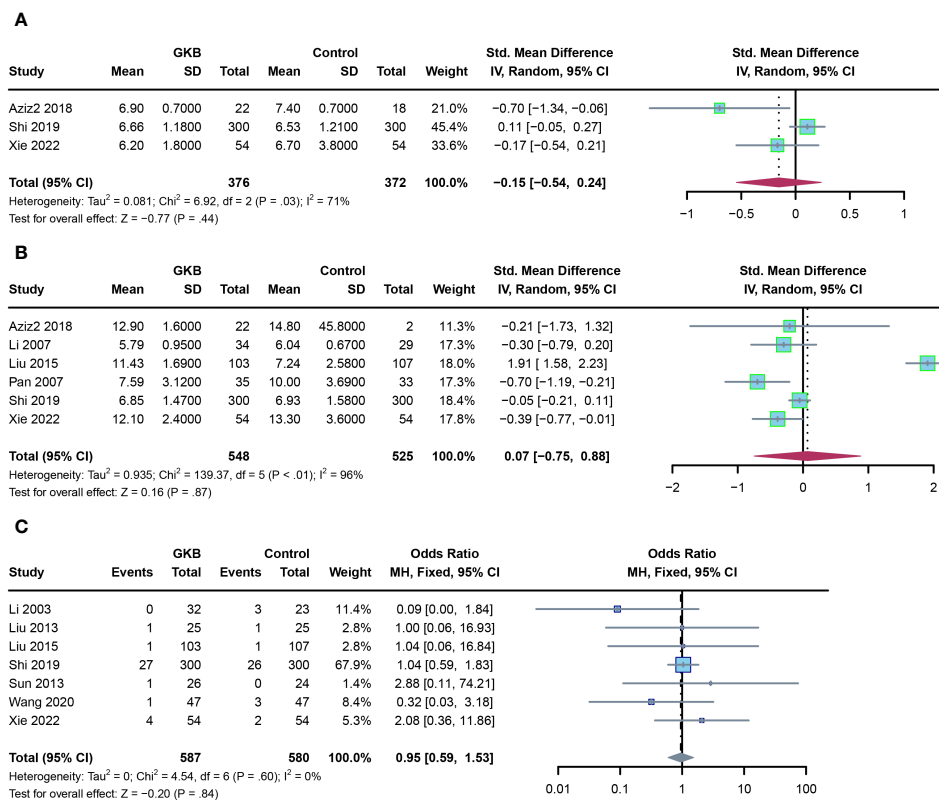 A
GKB Control Std. Mean Difference Std. Mean Difference
Study Mean SD Total Mean SD Total Weight IV, Random, 95% CI IV, Random, 95% CI
Aziz2 2018 6.90 0.7000 22 7.40 0.7000 18 21.0% −0.70 [−1.34, −0.06]
Shi 2019 6.66 1.1800 300 6.53 1.2100 300 45.4% 0.11 [−0.05, 0.27]
Xie 2022 6.20 1.8000 54 6.70 3.8000 54 33.6% −0.17 [−0.54, 0.21]
Total (95% CI) 376 372 100.0% −0.15 [−0.54, 0.24]
Heterogeneity: Tau² = 0.081; Chi² = 6.92, df = 2 (P = .03); I² = 71%
Test for overall effect: Z = −0.77 (P = .44)
−1 −0.5 0 0.5 1
B
GKB Control Std. Mean Difference Std. Mean Difference
Study Mean SD Total Mean SD Total Weight IV, Random, 95% CI IV, Random, 95% CI
Aziz2 2018 12.90 1.6000 22 14.80 45.8000 2 11.3% −0.21 [−1.73, 1.32]
Li 2007 5.79 0.9500 34 6.04 0.6700 29 17.3% −0.30 [−0.79, 0.20]
Liu 2015 11.43 1.6900 103 7.24 2.5800 107 18.0% 1.91 [ 1.58, 2.23]
Pan 2007 7.59 3.1200 35 10.00 3.6900 33 17.3% −0.70 [−1.19, −0.21]
Shi 2019 6.85 1.4700 300 6.93 1.5800 300 18.4% −0.05 [−0.21, 0.11]
Xie 2022 12.10 2.4000 54 13.30 3.6000 54 17.8% −0.39 [−0.77, −0.01]
Total (95% CI) 548 525 100.0% 0.07 [−0.75, 0.88]
Heterogeneity: Tau² = 0.935; Chi² = 139.37, df = 5 (P < .01); I² = 96%
Test for overall effect: Z = 0.16 (P = .87)
−2 −1 0 1 2
C
GKB Control Odds Ratio Odds Ratio
Study Events Total Events Total Weight MH, Fixed, 95% CI MH, Fixed, 95% CI
Li 2003 0 32 3 23 11.4% 0.09 [0.00, 1.84]
Liu 2013 1 25 1 25 2.8% 1.00 [0.06, 16.93]
Liu 2015 1 103 1 107 2.8% 1.04 [0.06, 16.84]
Shi 2019 27 300 26 300 67.9% 1.04 [0.59, 1.83]
Sun 2013 1 26 0 24 1.4% 2.88 [0.11, 74.21]
Wang 2020 1 47 3 47 8.4% 0.32 [0.03, 3.18]
Xie 2022 4 54 2 54 5.3% 2.08 [0.36, 11.86]
Total (95% CI) 587 580 100.0% 0.95 [0.59, 1.53]
Heterogeneity: Tau² = 0; Chi² = 4.54, df = 6 (P = .60); I² = 0%
Test for overall effect: Z = −0.20 (P = .84)
0.01 0.1 1 10 100